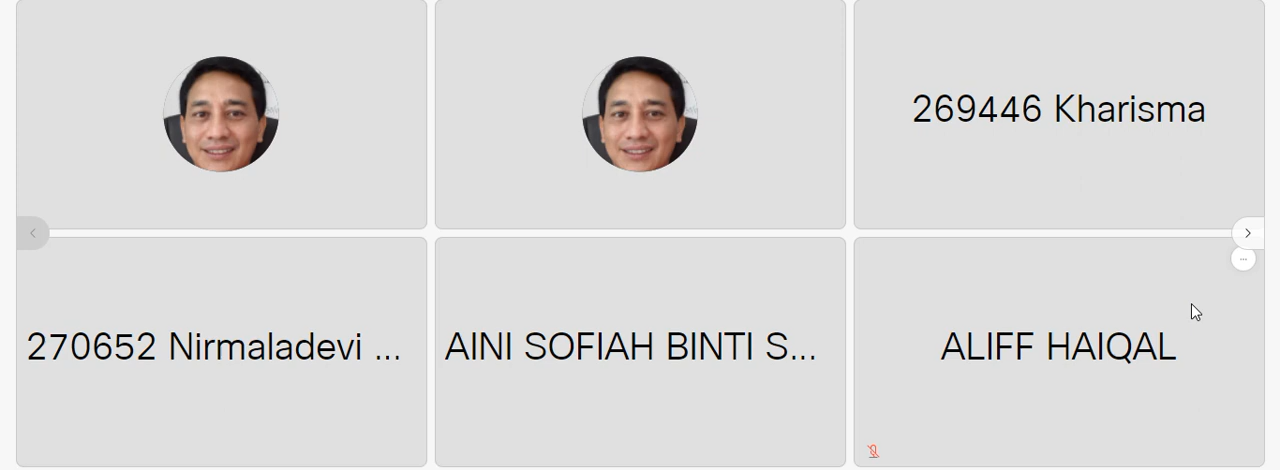 269446 Kharisma
270652 Nirmaladevi ...
AINI SOFIAH BINTI S...
ALIFF HAIQAL